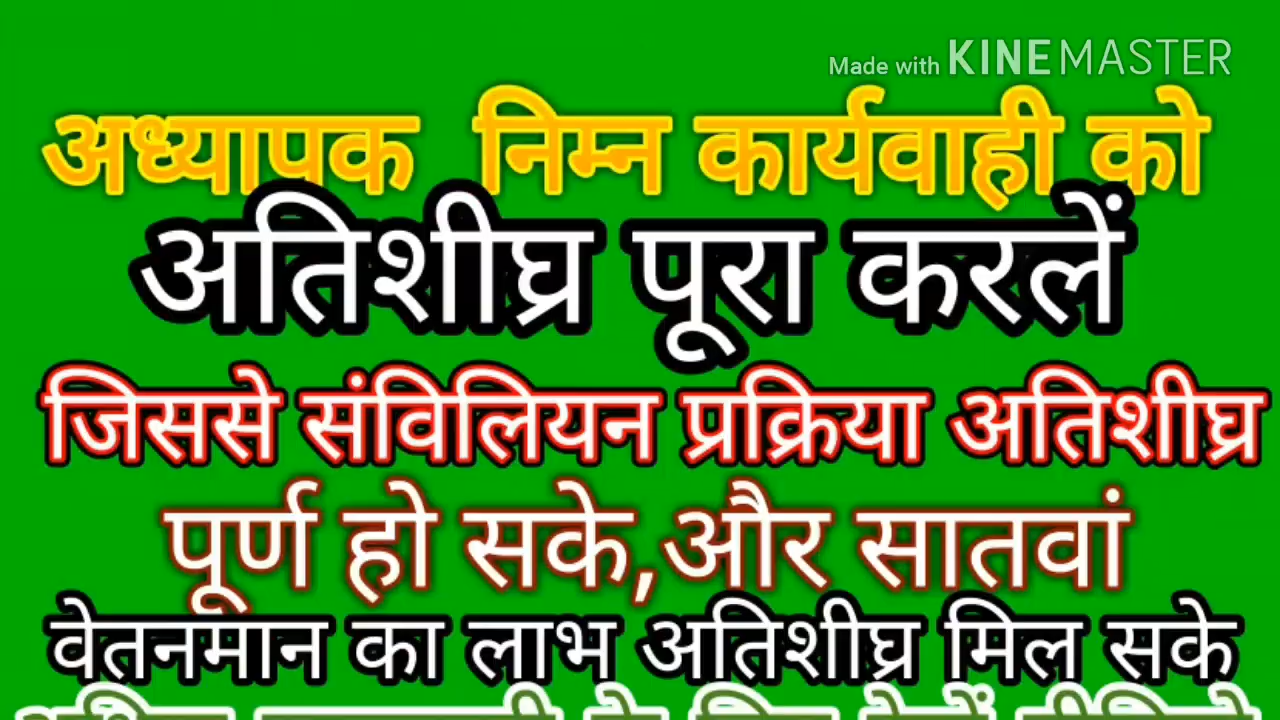 Made with KINEMASTER
अध्यापक निम्न कार्यवाही को
अतिशीघ्र पूरा करलें
जिससे संविलियन प्रक्रिया अतिशीघ्र
पूर्ण हो सके,और सातवां
वेतनमान का लाभ अतिशीघ्र मिल सके